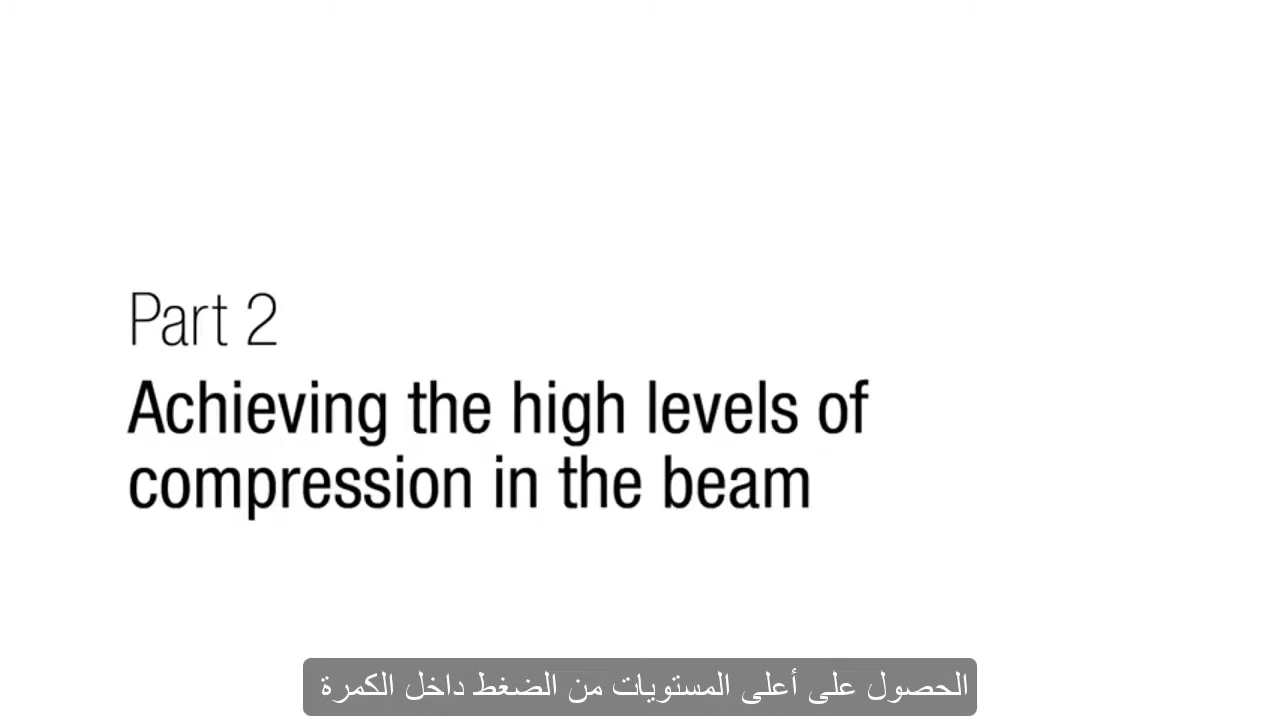 Part 2
Achieving the high levels of
compression in the beam
الحصول على أعلى المستويات من الضغط داخل الكمرة